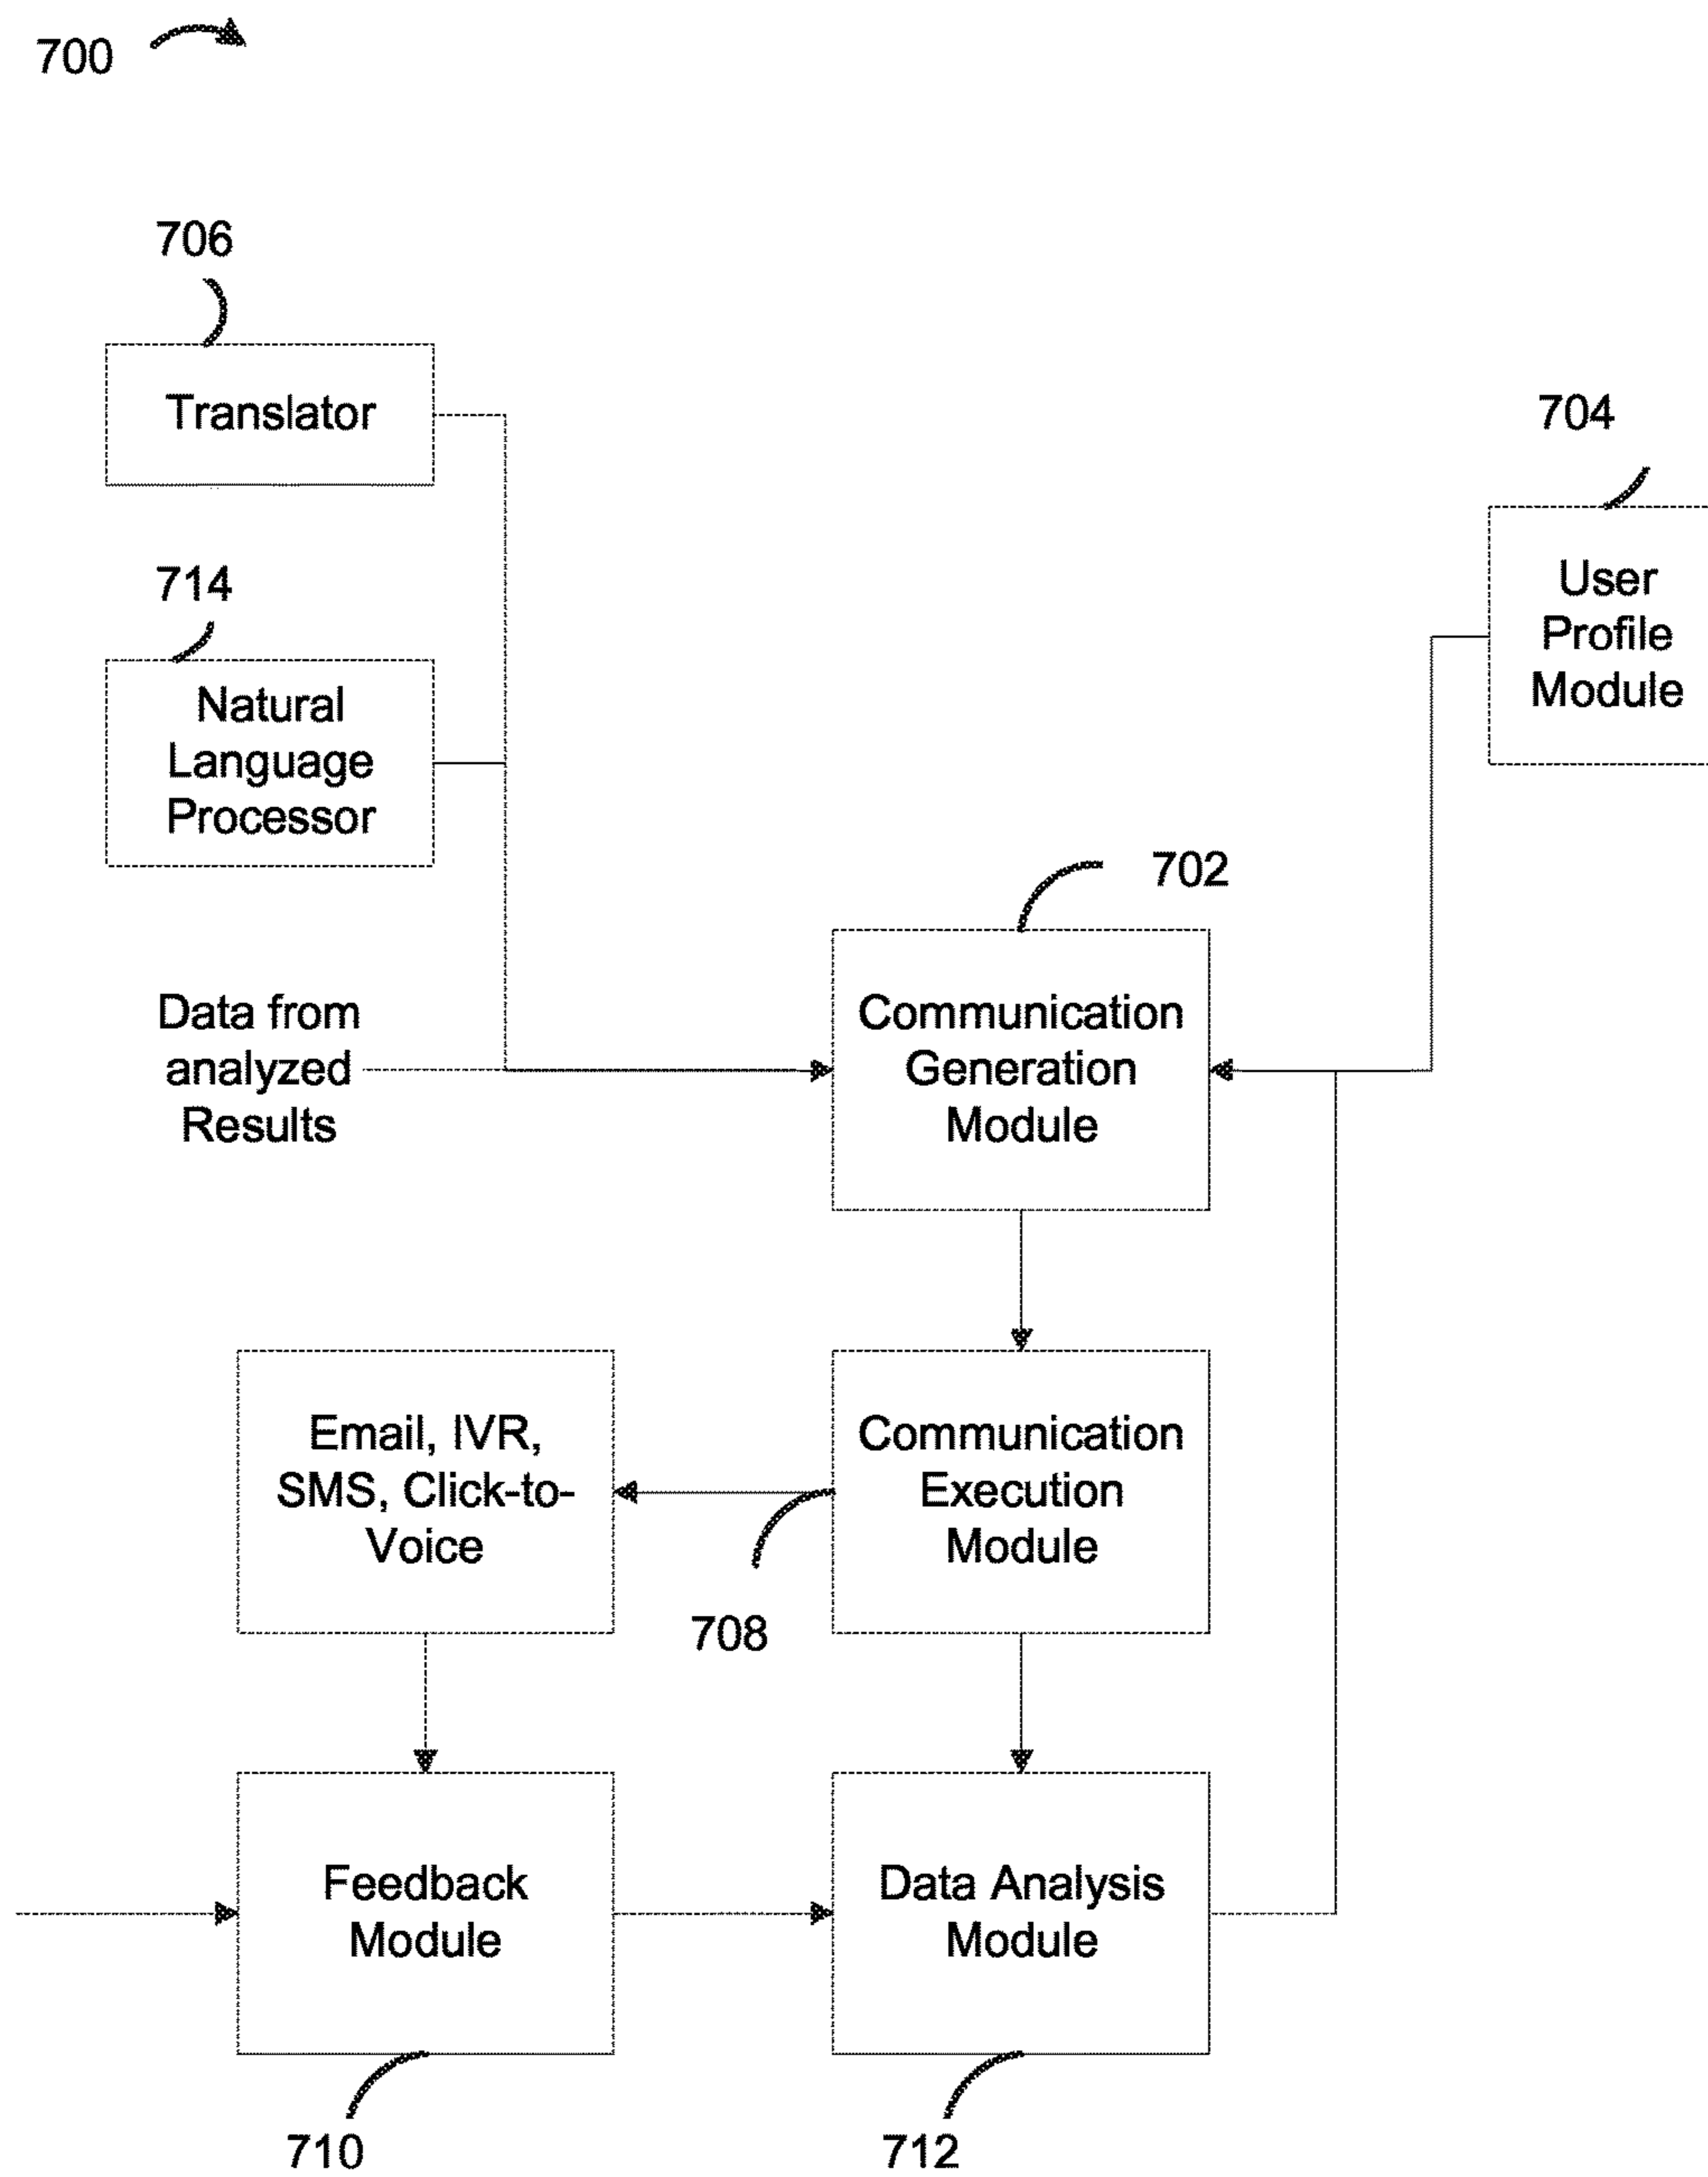 700
706
Translator
704
User
Profile
Module
714
Natural
Language
Processor
702
Data from
analyzed
Results
Communication
Generation
Module
Email, IVR,
SMS, Click-to-
Voice
Communication
Execution
Module
708
Feedback
Module
Data Analysis
Module
710
712